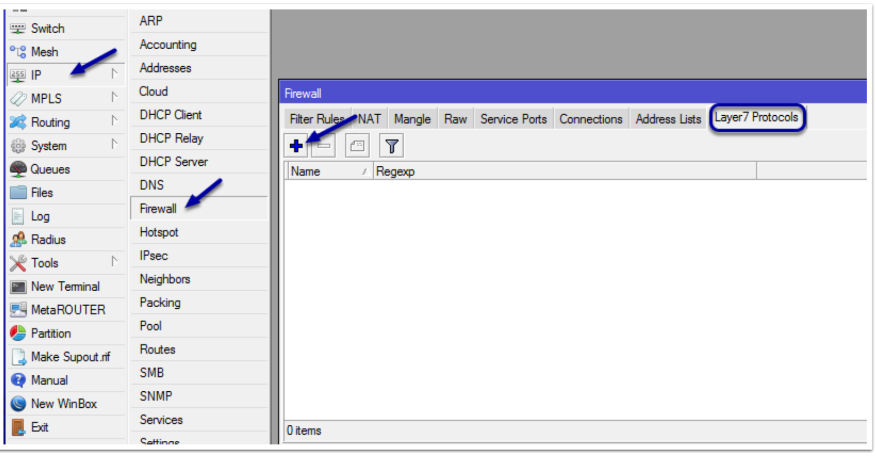 Switch
Mesh
IP
MPLS
Routing
System
Queues
Files
Log
Radius
Tools
New Terminal
MetaROUTER
Partition
Make Supout.rif
Manual
New WinBox
Exit
ARP
Accounting
Addresses
Cloud
DHCP Client
DHCP Relay
DHCP Server
DNS
Firewall
Hotspot
IPsec
Neighbors
Packing
Pool
Routes
SMB
SNMP
Services
Settings
Firewall
Filter Rules NAT Mangle Raw Service Ports Connections Address Lists Layer7 Protocols
Name Regexp
0 items